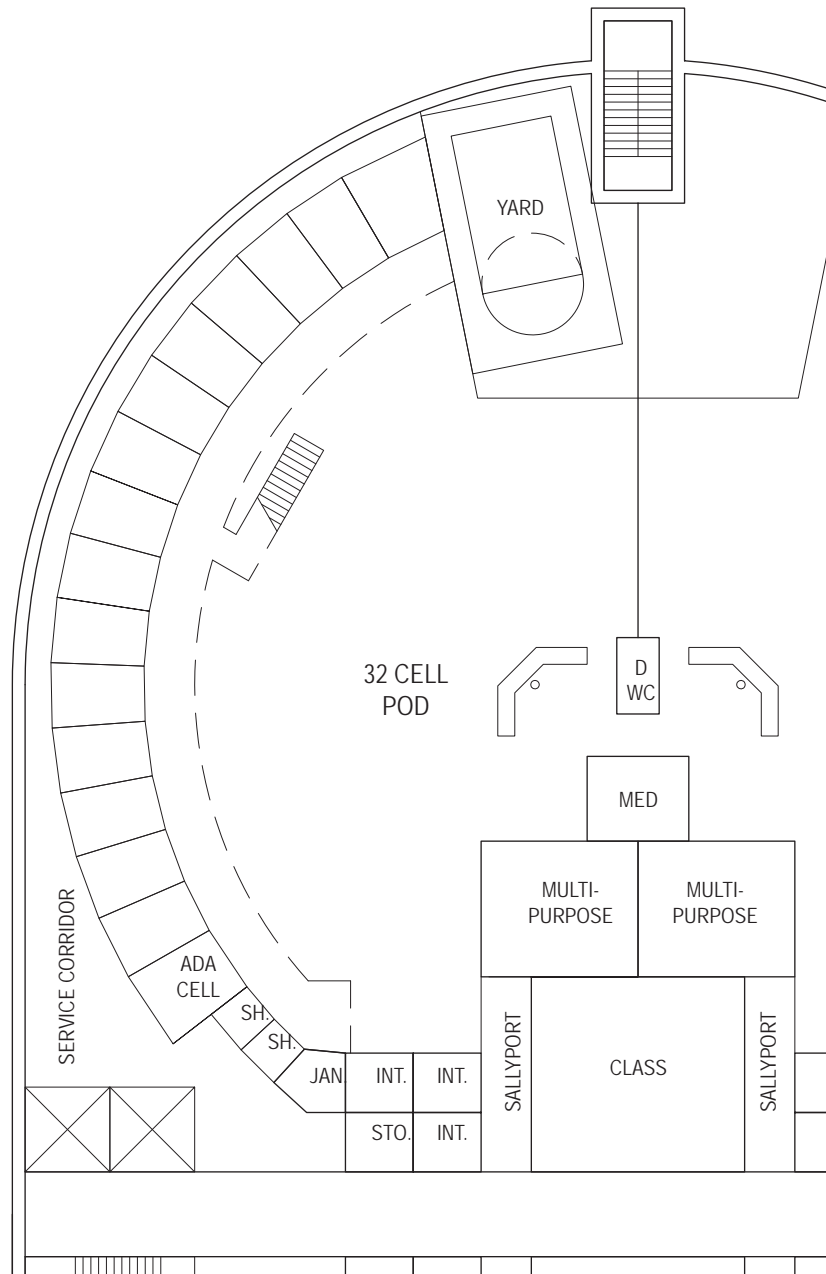 YARD
32 CELL
POD
D
WC
MED
MULTI-
PURPOSE
MULTI-
PURPOSE
SERVICE CORRIDOR
ADA
CELL
SH.
SH.
JAN.
INT.
INT.
STO.
INT.
SALLYPORT
CLASS
SALLYPORT